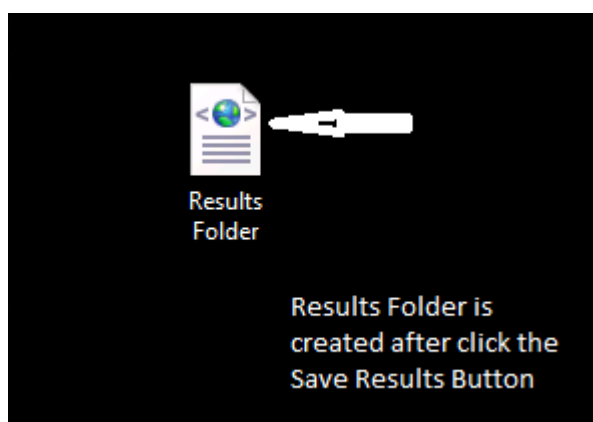 Results
Folder
Results Folder is
created after click the
Save Results Button